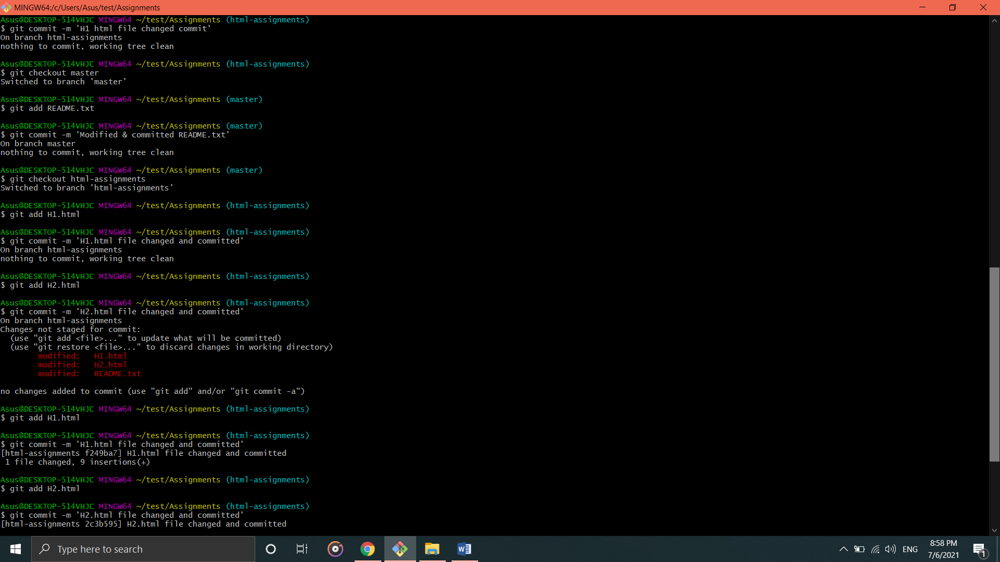 MINGW64:/c/Users/Asus/test/Assignments
Asus@DESKTOP-514VHJC MINGW64 ~/test/Assignments (html-assignments)
$ git commit -m 'H1 html file changed commit'
On branch html-assignments
nothing to commit, working tree clean
Asus@DESKTOP-514VHJC MINGW64 ~/test/Assignments (html-assignments)
$ git checkout master
Switched to branch 'master'
Asus@DESKTOP-514VHJC MINGW64 ~/test/Assignments (master)
$ git add README.txt
Asus@DESKTOP-514VHJC MINGW64 ~/test/Assignments (master)
$ git commit -m 'Modified & committed README.txt'
On branch master
nothing to commit, working tree clean
Asus@DESKTOP-514VHJC MINGW64 ~/test/Assignments (master)
$ git checkout html-assignments
Switched to branch 'html-assignments'
Asus@DESKTOP-514VHJC MINGW64 ~/test/Assignments (html-assignments)
$ git add H1.html
Asus@DESKTOP-514VHJC MINGW64 ~/test/Assignments (html-assignments)
$ git commit -m 'H1.html file changed and committed'
On branch html-assignments
nothing to commit, working tree clean
Asus@DESKTOP-514VHJC MINGW64 ~/test/Assignments (html-assignments)
$ git add H2.html
Asus@DESKTOP-514VHJC MINGW64 ~/test/Assignments (html-assignments)
$ git commit -m 'H2.html file changed and committed'
On branch html-assignments
Changes not staged for commit:
  (use "git add <file>..." to update what will be committed)
  (use "git restore <file>..." to discard changes in working directory)
        modified:   H1.html
        modified:   H2.html
        modified:   README.txt
no changes added to commit (use "git add" and/or "git commit -a")
Asus@DESKTOP-514VHJC MINGW64 ~/test/Assignments (html-assignments)
$ git add H1.html
Asus@DESKTOP-514VHJC MINGW64 ~/test/Assignments (html-assignments)
$ git commit -m 'H1.html file changed and committed'
[html-assignments f249ba7] H1.html file changed and committed
 1 file changed, 9 insertions(+)
Asus@DESKTOP-514VHJC MINGW64 ~/test/Assignments (html-assignments)
$ git add H2.html
Asus@DESKTOP-514VHJC MINGW64 ~/test/Assignments (html-assignments)
$ git commit -m 'H2.html file changed and committed'
[html-assignments 2c3b595] H2.html file changed and committed
Type here to search
W
ENG
8:58 PM
7/6/2021
1